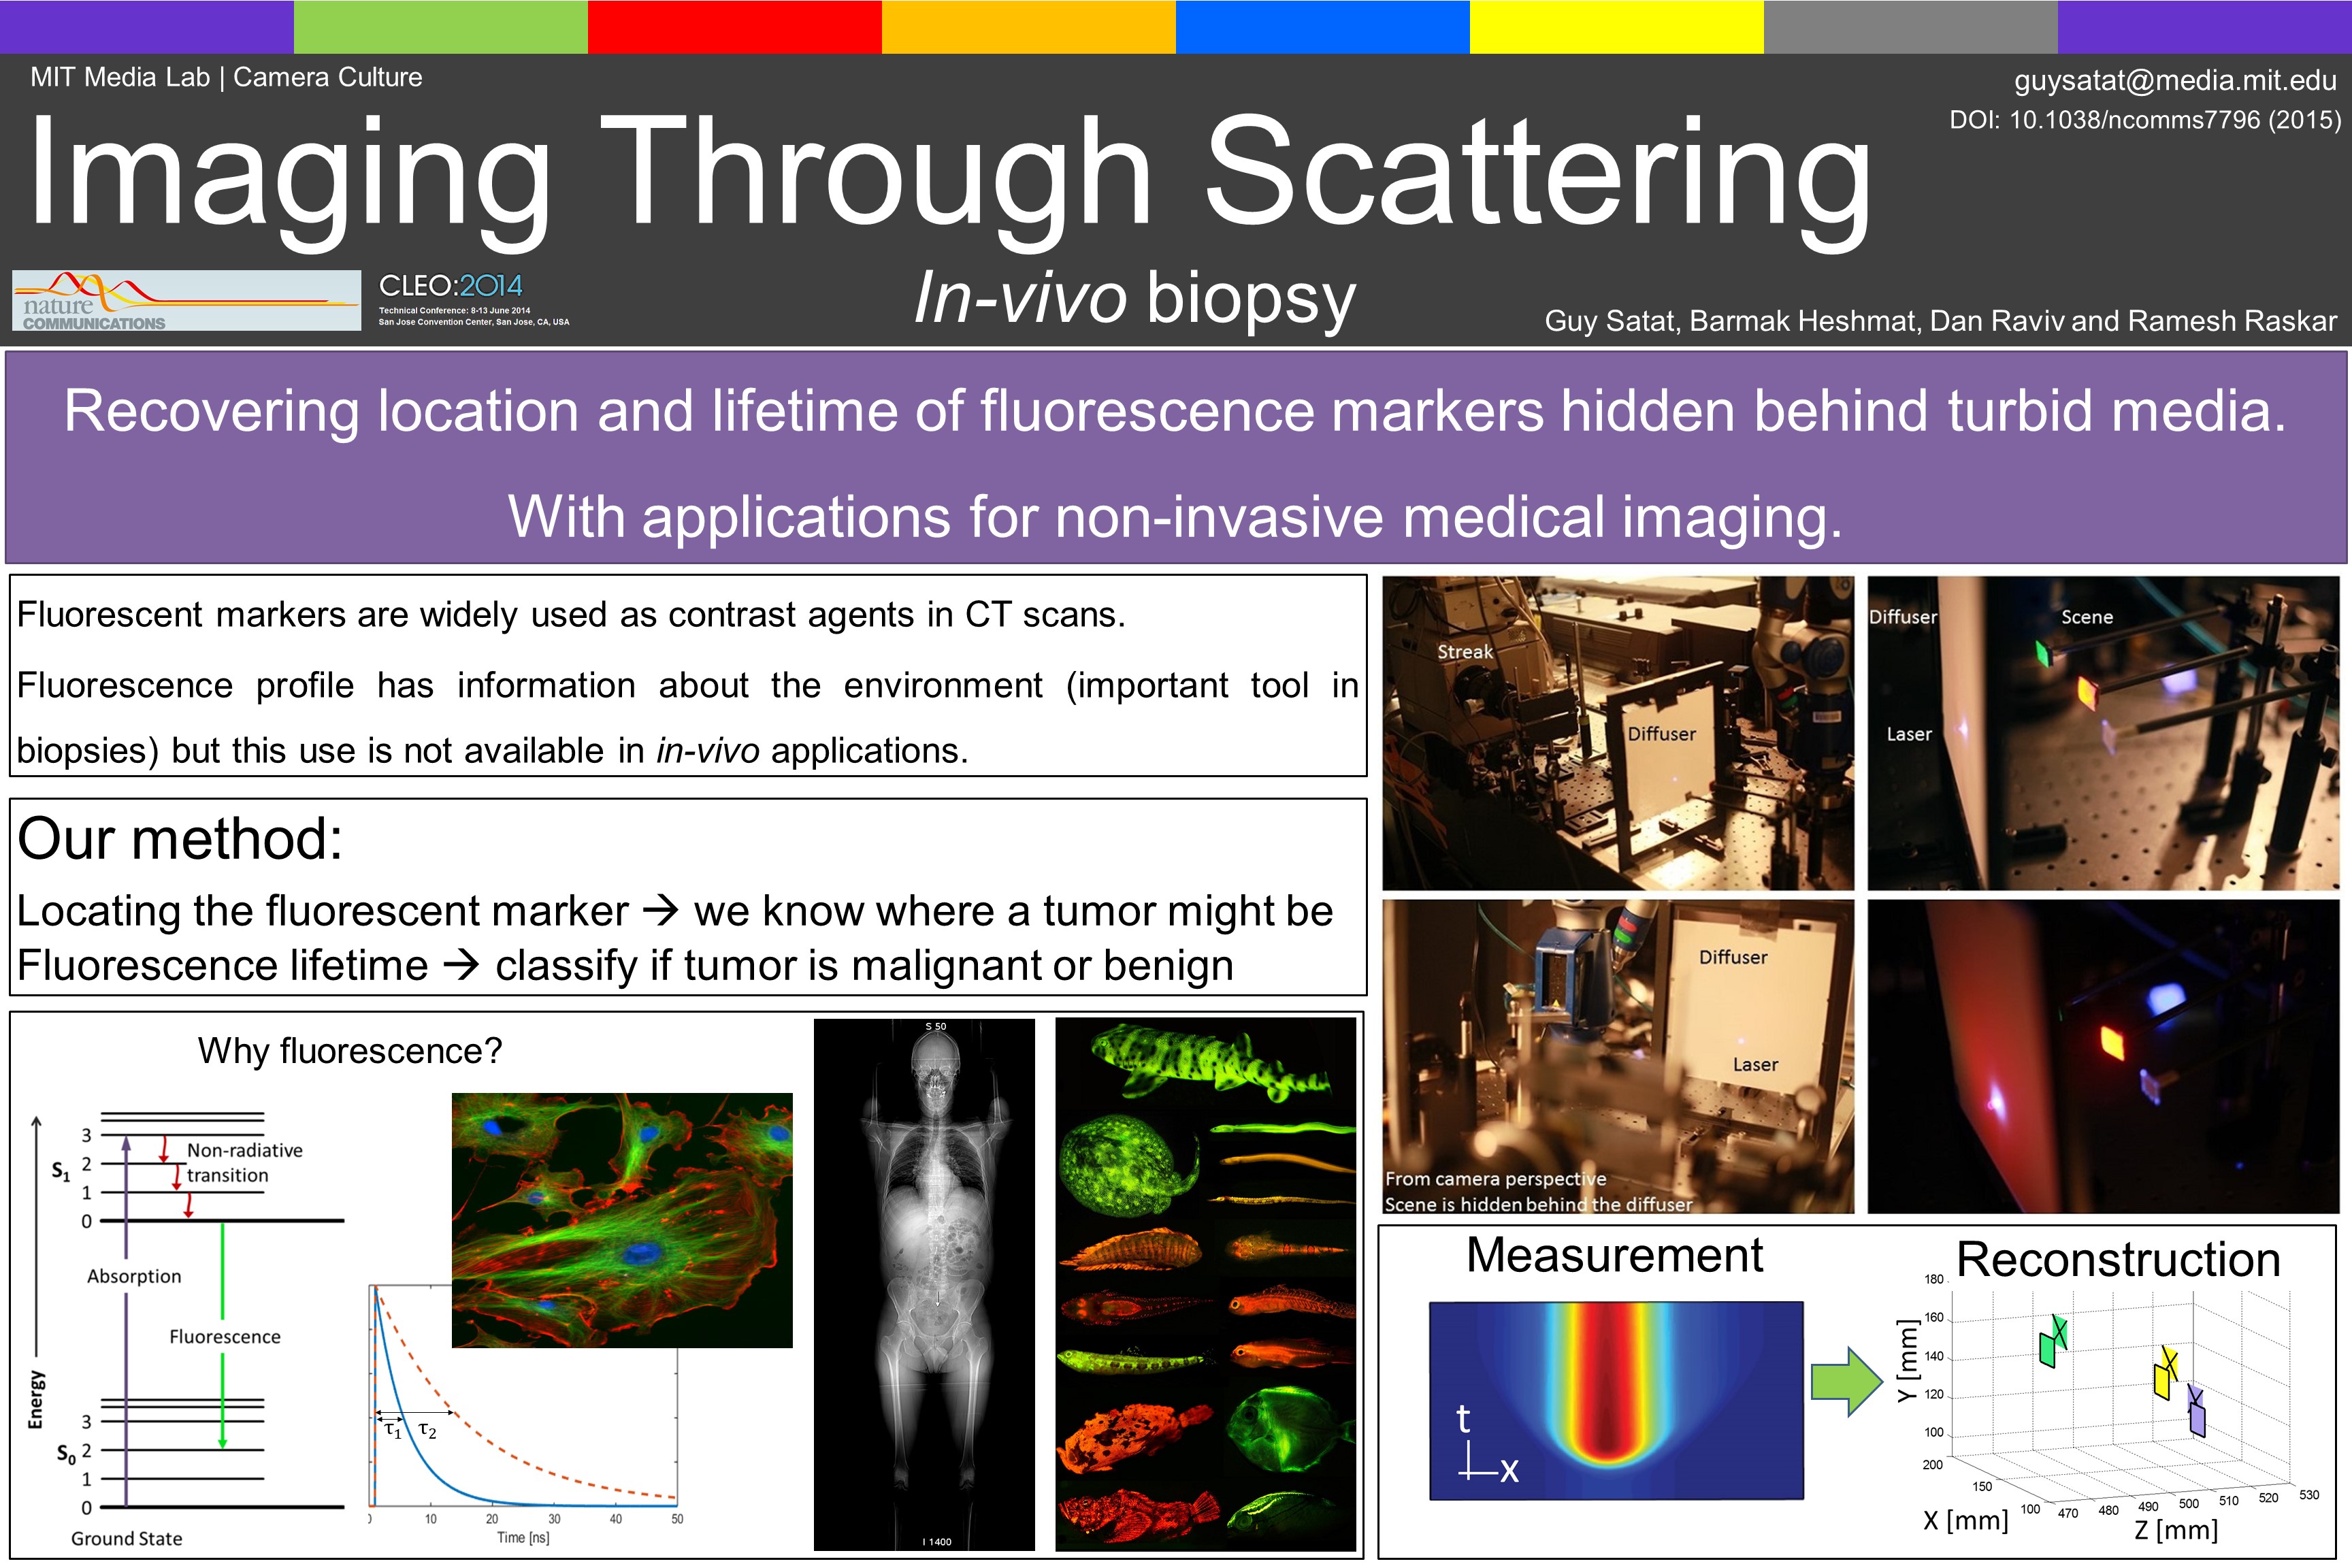 MIT Media Lab | Camera Culture
guysatat@media.mit.edu
DOI: 10.1038/ncomms7796 (2015)
Imaging Through Scattering
In-vivo biopsy
nature
COMMUNICATIONS
CLEO:2014
Technical Conference: 8-13 June 2014
San Jose Convention Center, San Jose, CA, USA
Guy Satat, Barmak Heshmat, Dan Raviv and Ramesh Raskar
Recovering location and lifetime of fluorescence markers hidden behind turbid media.
With applications for non-invasive medical imaging.
Fluorescent markers are widely used as contrast agents in CT scans.
Fluorescence profile has information about the environment (important tool in
biopsies) but this use is not available in in-vivo applications.
Our method:
Locating the fluorescent marker → we know where a tumor might be
Fluorescence lifetime → classify if tumor is malignant or benign
Why fluorescence?
Energy
S1
3
2
1
0
Non-radiative
transition
Absorption
Fluorescence
S0
3
2
1
0
Ground State
τ1 τ2
0 10 20 30 40 50
Time [ns]
S 50
I 1400
Streak
Diffuser
Diffuser
Scene
Laser
Diffuser
Laser
From camera perspective
Scene is hidden behind the diffuser
Measurement
t
x
Reconstruction
Y [mm]
180
160
140
120
100
200
150
100
X [mm]
470 480 490 500 510 520 530
Z [mm]